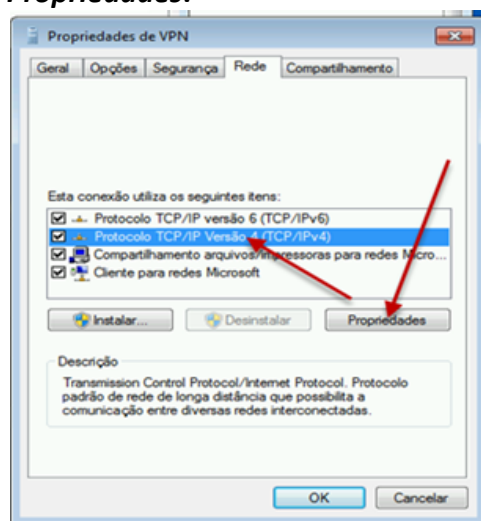 Propriedades.
Propriedades de VPN
Geral Opções Segurança Rede Compartilhamento
Esta conexão utiliza os seguintes itens:
Protocolo TCP/IP versão 6 (TCP/IPv6)
Protocolo TCP/IP Versão 4 (TCP/IPv4)
Compartilhamento arquivos/impressoras para redes Micro...
Cliente para redes Microsoft
Instalar... Desinstalar Propriedades
Descrição
Transmission Control Protocol/Internet Protocol. Protocolo
padrão de rede de longa distância que possibilita a
comunicação entre diversas redes interconectadas.
OK Cancelar